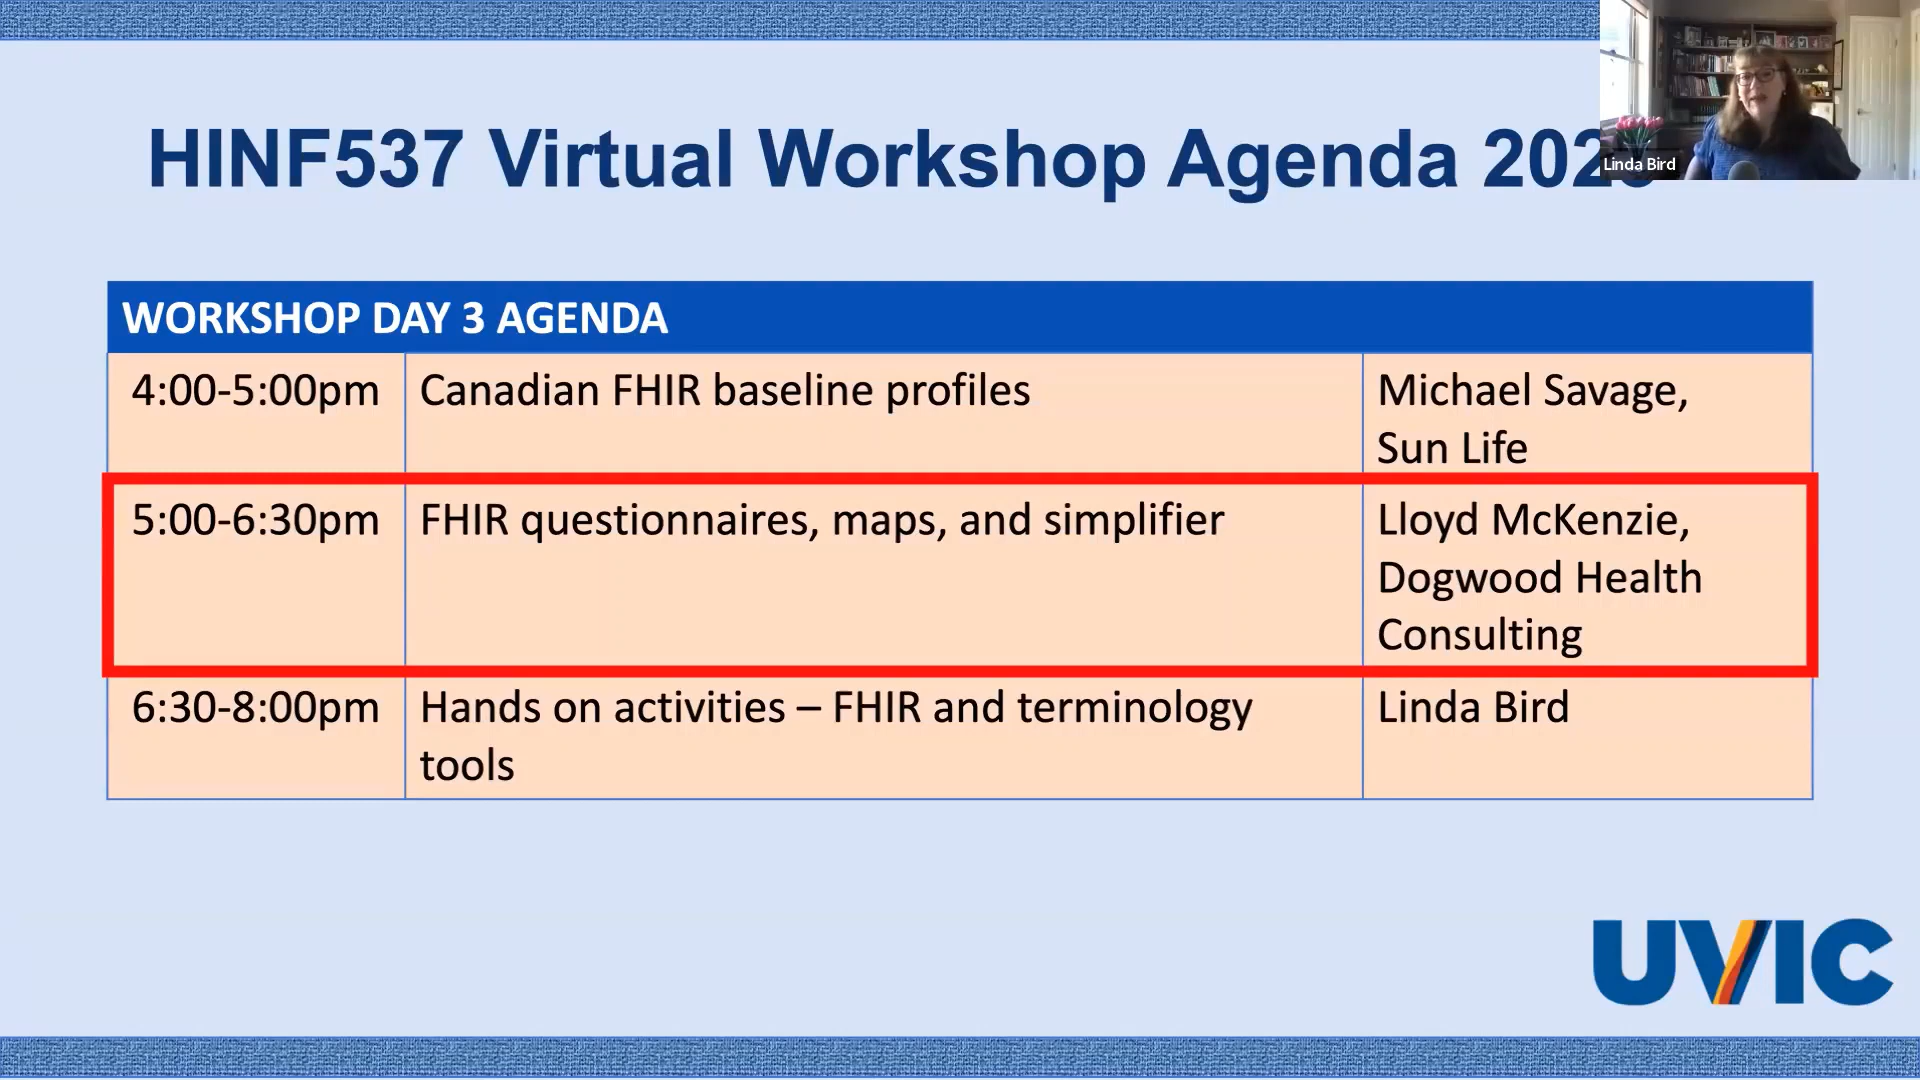 HINF537 Virtual Workshop Agenda
Linda Bird
WORKSHOP DAY 3 AGENDA
4:00-5:00pm Canadian FHIR baseline profiles Michael Savage,
Sun Life
5:00-6:30pm FHIR questionnaires, maps, and simplifier Lloyd McKenzie,
Dogwood Health
Consulting
6:30-8:00pm Hands on activities – FHIR and terminology Linda Bird
tools
UVIC